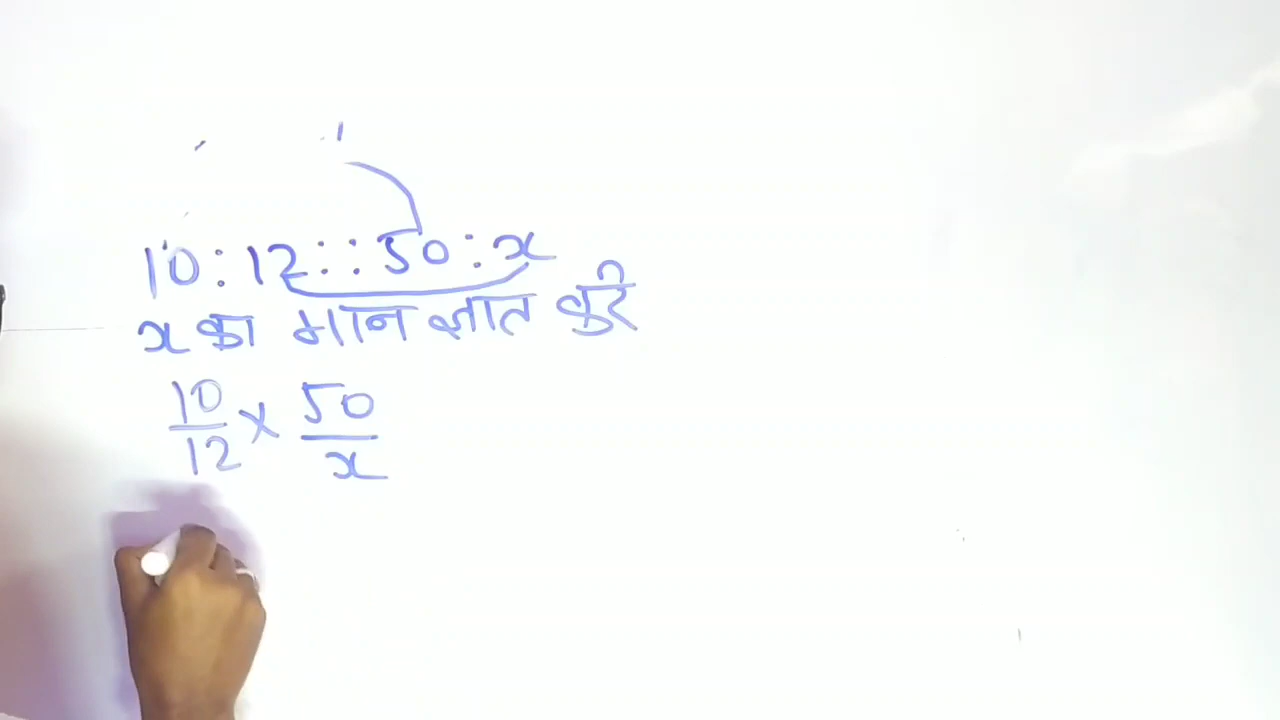 10:12::50:x
x का मान ज्ञात करें
10/12 × 50/x